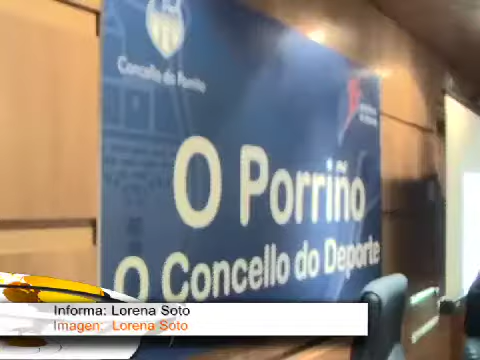 Concello do Porriño
O Porriño
O Concello do Deporte
Informa: Lorena Soto
Imagen: Lorena Soto